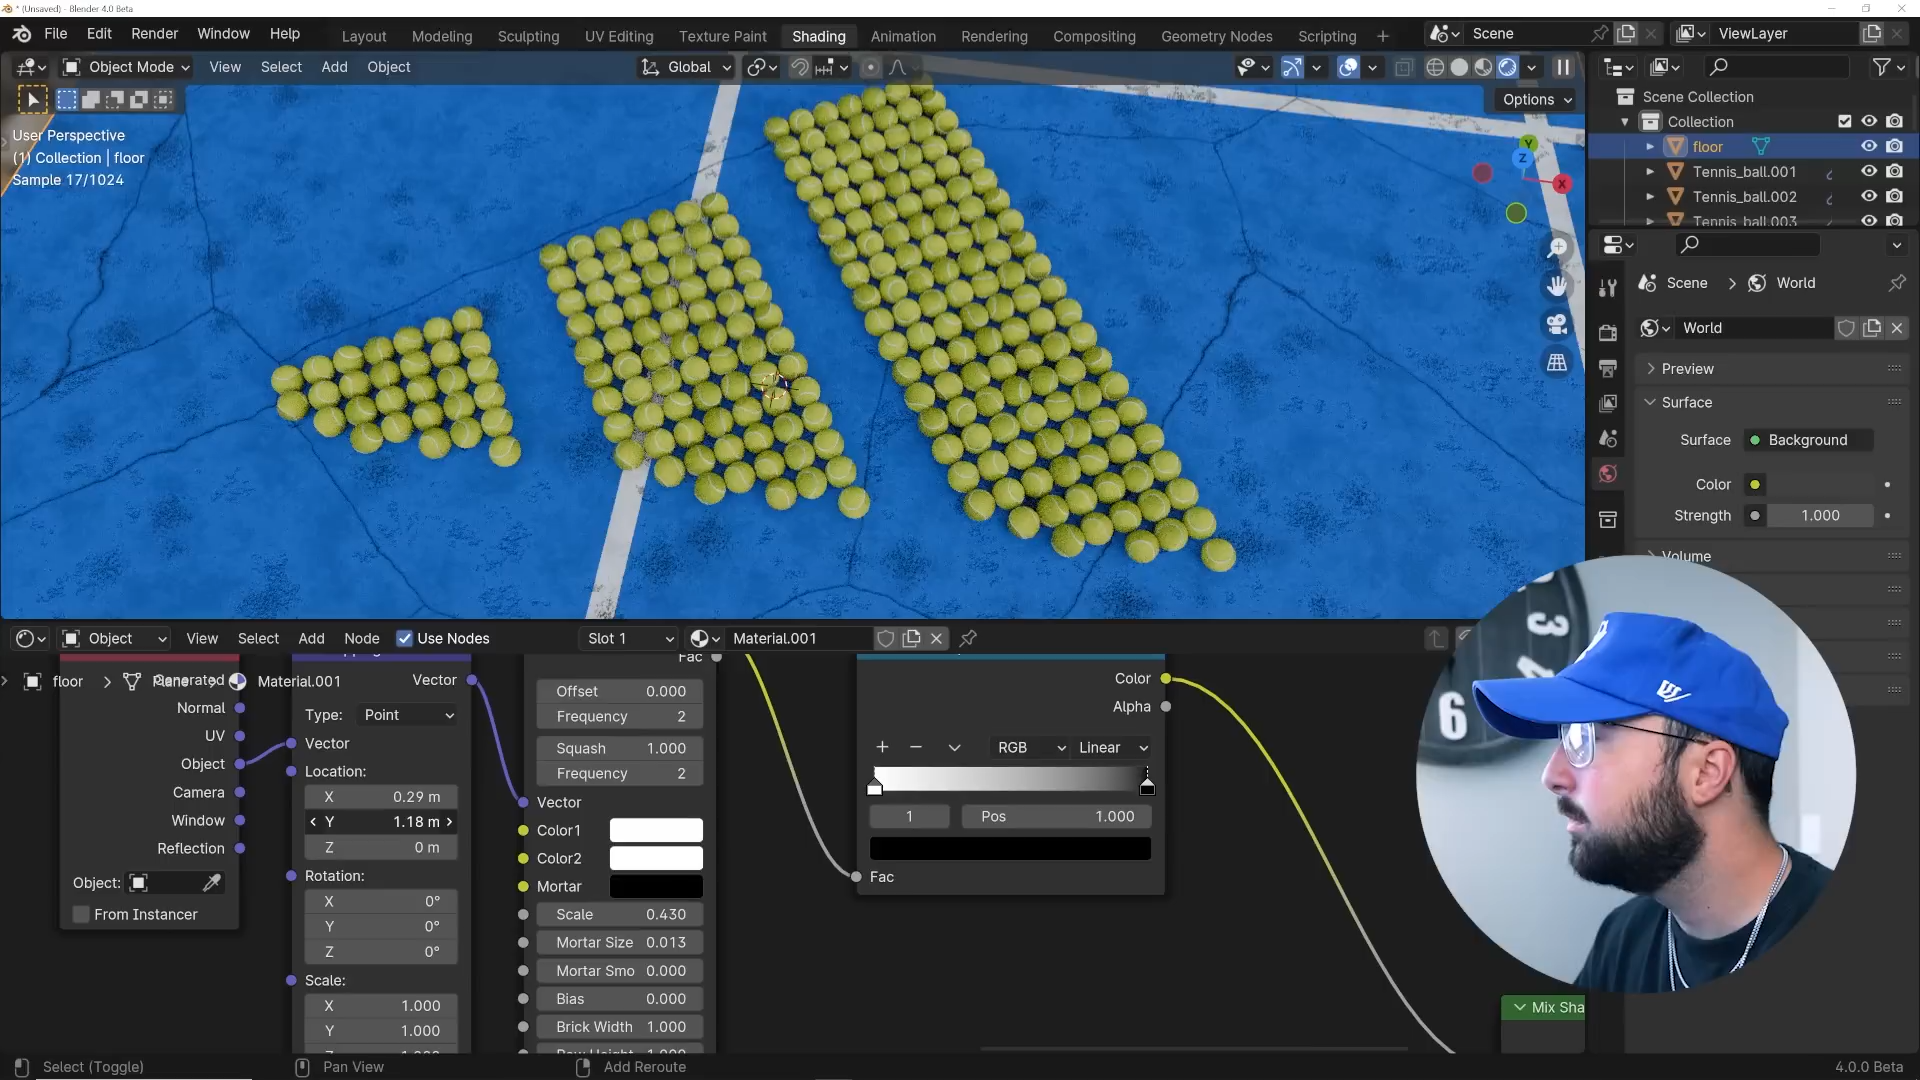 * (Unsaved) - Blender 4.0 Beta
File Edit Render Window Help
Layout Modeling Sculpting UV Editing Texture Paint Shading Animation Rendering Compositing Geometry Nodes Scripting +
Scene
ViewLayer
Object Mode View Select Add Object
Global
Options
User Perspective
(1) Collection | floor
Sample 17/1024
Y
Z
X
Scene Collection
Collection
floor
Tennis_ball.001
Tennis_ball.002
Tennis_ball.003
Scene > World
World
Preview
Surface
Surface Background
Color
Strength 1.000
Volume
Object View Select Add Node Use Nodes Slot 1 Material.001
floor > > Material.001
Generated
Normal
UV
Object
Camera
Window
Reflection
Object:
From Instancer
Vector
Type: Point
Vector
Location:
X 0.29 m
Y 1.18 m
Z 0 m
Rotation:
X 0°
Y 0°
Z 0°
Scale:
X 1.000
Y 1.000
Fac
Offset 0.000
Frequency 2
Squash 1.000
Frequency 2
Vector
Color1
Color2
Mortar
Scale 0.430
Mortar Size 0.013
Mortar Smo 0.000
Bias 0.000
Brick Width 1.000
Color
Alpha
+ − RGB Linear
1 Pos 1.000
Fac
Mix Sha
3
4
6
Select (Toggle) Pan View Add Reroute 4.0.0 Beta